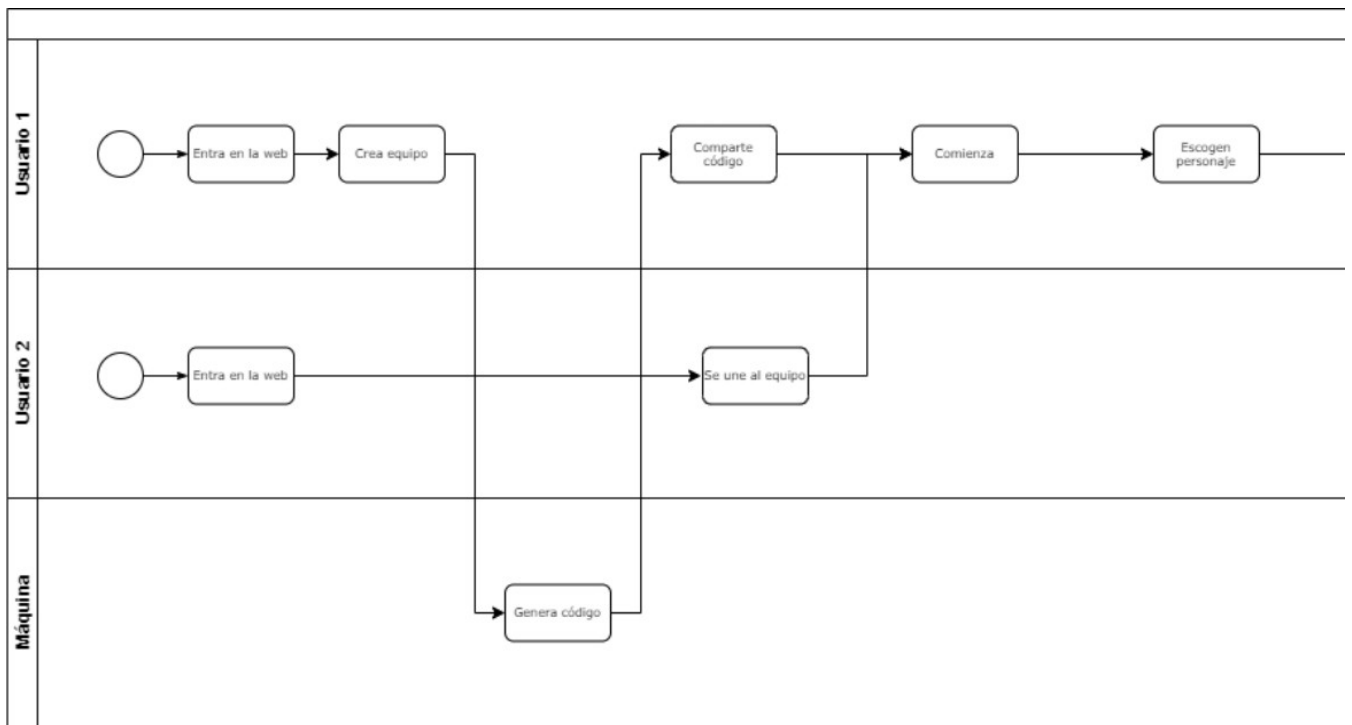 Usuario 1
Entra en la web
Crea equipo
Comparte
código
Comienza
Escogen
personaje
Usuario 2
Entra en la web
Se une al equipo
Máquina
Genera código